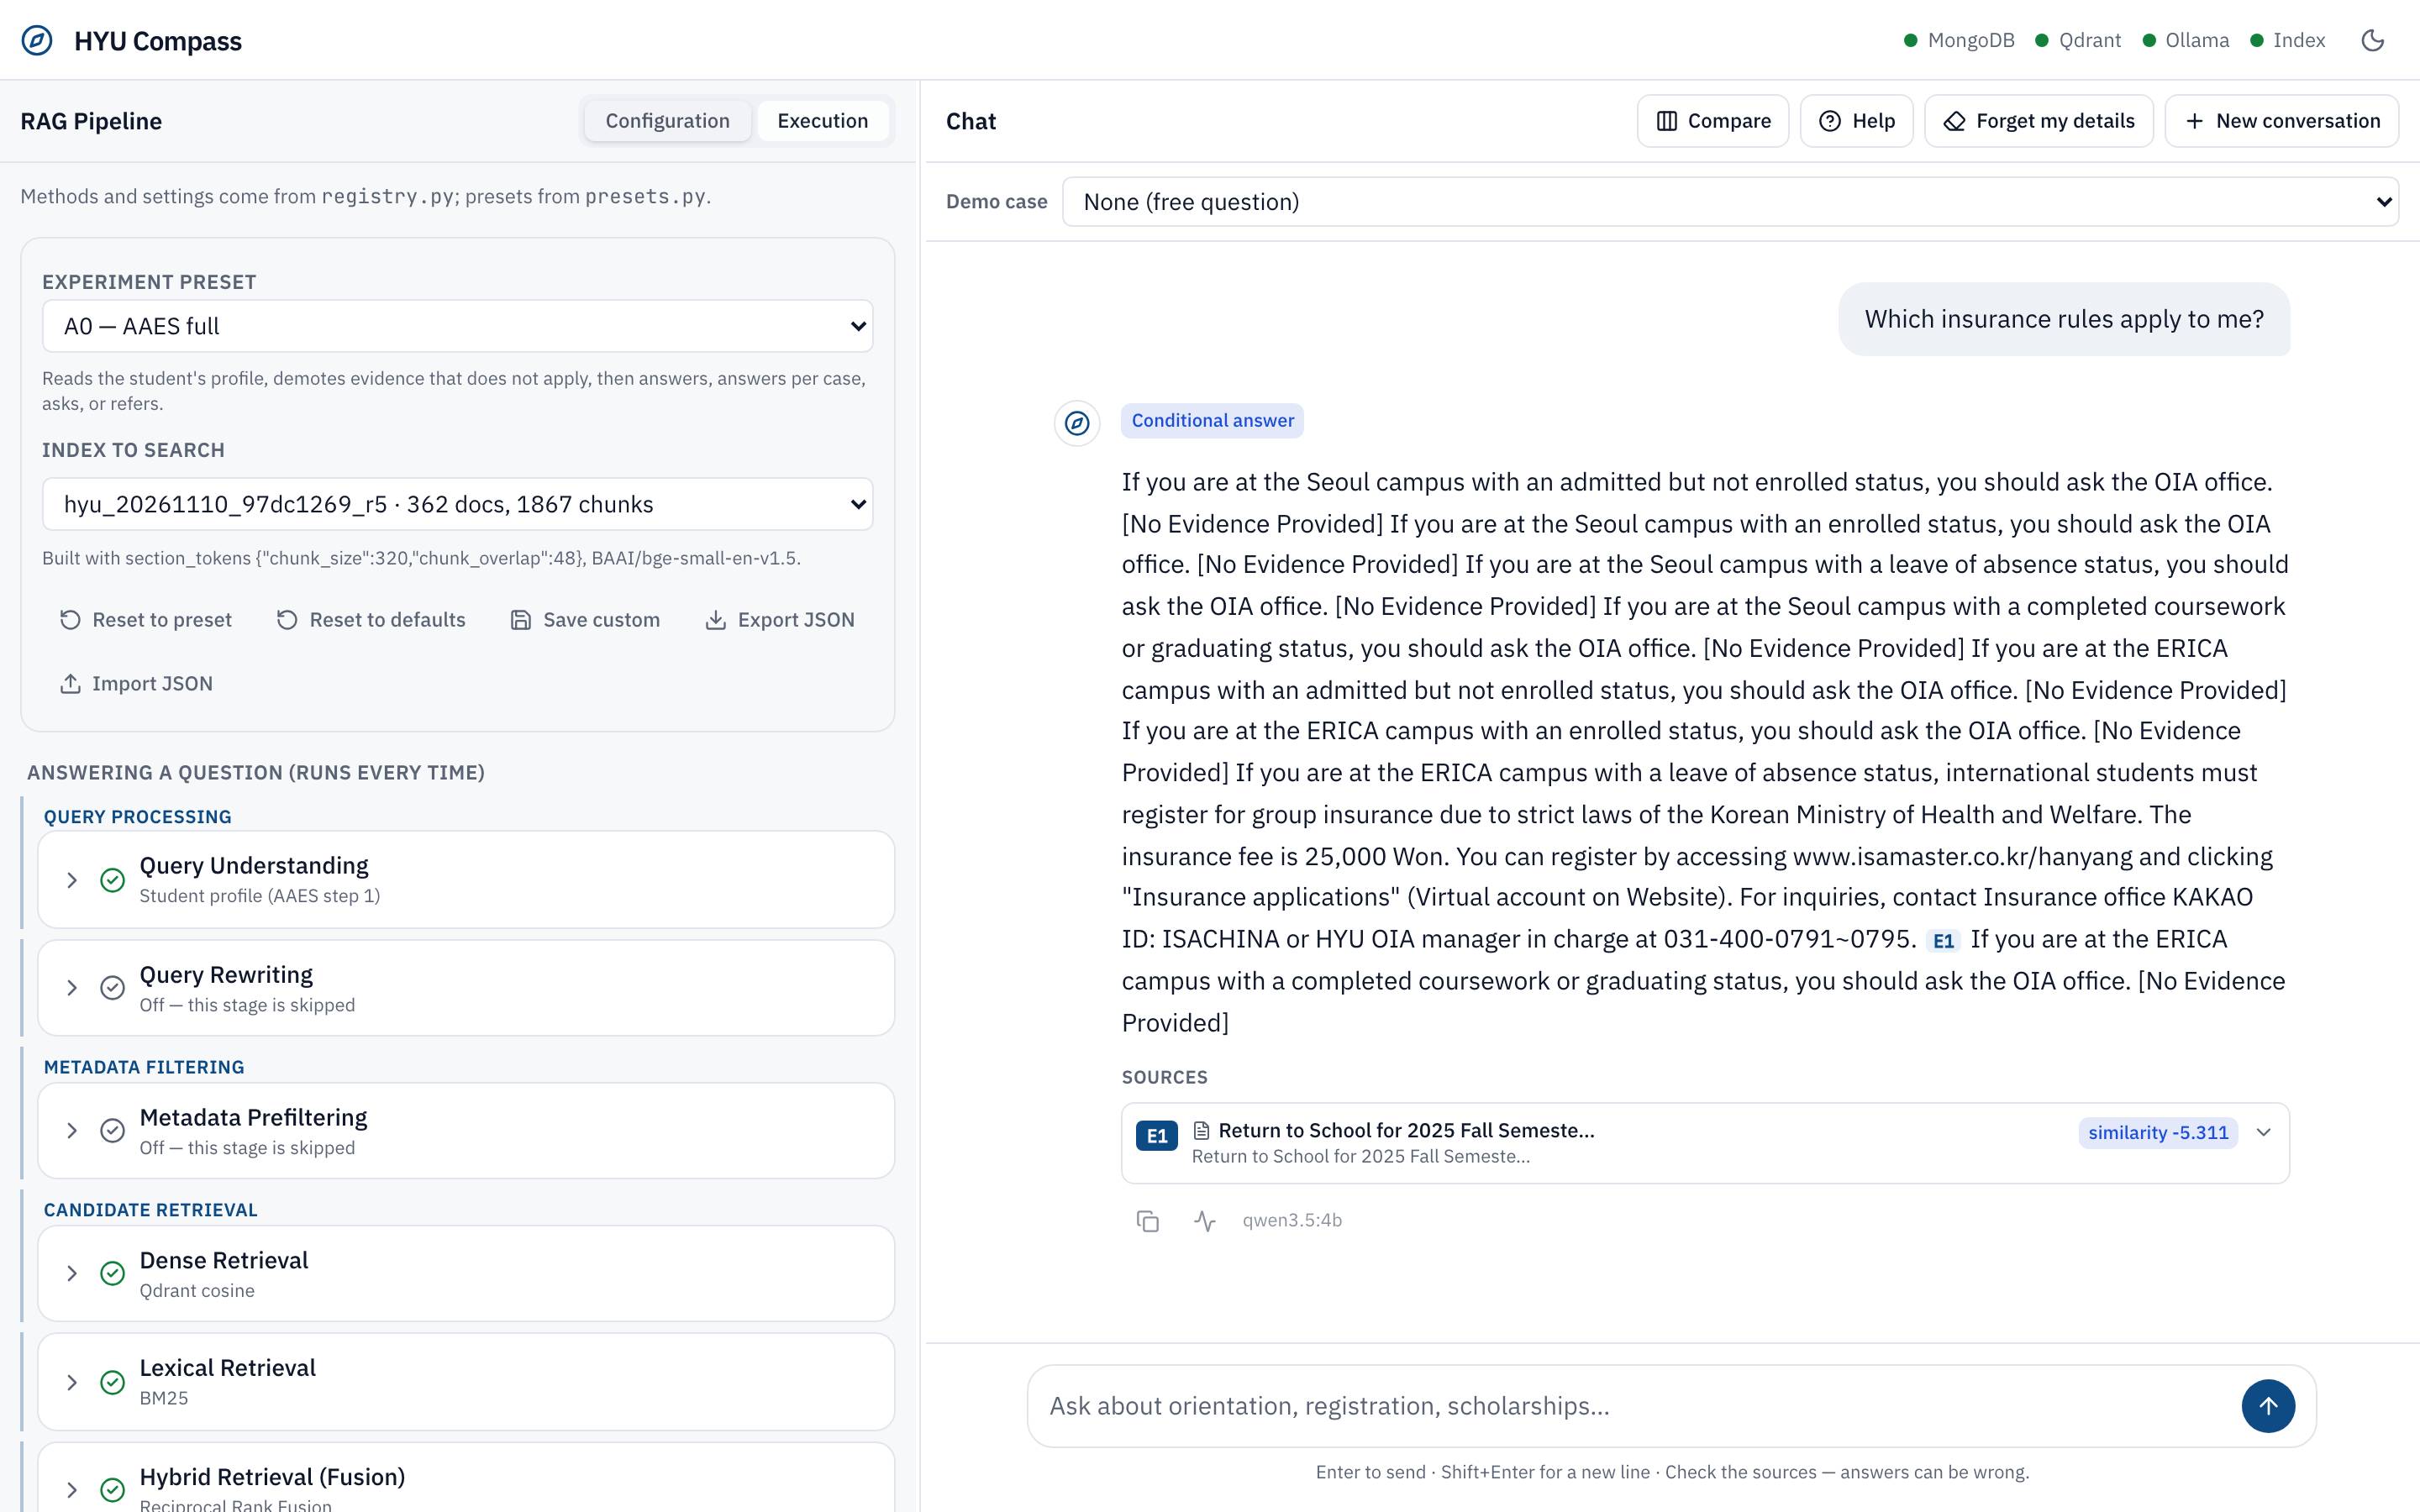 HYU Compass
MongoDB
Qdrant
Ollama
Index
RAG Pipeline
Configuration
Execution
Methods and settings come from registry.py; presets from presets.py.
EXPERIMENT PRESET
A0 — AAES full
Reads the student's profile, demotes evidence that does not apply, then answers, answers per case,
asks, or refers.
INDEX TO SEARCH
hyu_20261110_97dc1269_r5 · 362 docs, 1867 chunks
Built with section_tokens {"chunk_size":320,"chunk_overlap":48}, BAAI/bge-small-en-v1.5.
Reset to preset
Reset to defaults
Save custom
Export JSON
Import JSON
ANSWERING A QUESTION (RUNS EVERY TIME)
QUERY PROCESSING
Query Understanding
Student profile (AAES step 1)
Query Rewriting
Off — this stage is skipped
METADATA FILTERING
Metadata Prefiltering
Off — this stage is skipped
CANDIDATE RETRIEVAL
Dense Retrieval
Qdrant cosine
Lexical Retrieval
BM25
Hybrid Retrieval (Fusion)
Reciprocal Rank Fusion
Chat
Compare
Help
Forget my details
New conversation
Demo case
None (free question)
Which insurance rules apply to me?
Conditional answer
If you are at the Seoul campus with an admitted but not enrolled status, you should ask the OIA office.
[No Evidence Provided] If you are at the Seoul campus with an enrolled status, you should ask the OIA
office. [No Evidence Provided] If you are at the Seoul campus with a leave of absence status, you should
ask the OIA office. [No Evidence Provided] If you are at the Seoul campus with a completed coursework
or graduating status, you should ask the OIA office. [No Evidence Provided] If you are at the ERICA
campus with an admitted but not enrolled status, you should ask the OIA office. [No Evidence Provided]
If you are at the ERICA campus with an enrolled status, you should ask the OIA office. [No Evidence
Provided] If you are at the ERICA campus with a leave of absence status, international students must
register for group insurance due to strict laws of the Korean Ministry of Health and Welfare. The
insurance fee is 25,000 Won. You can register by accessing www.isamaster.co.kr/hanyang and clicking
"Insurance applications" (Virtual account on Website). For inquiries, contact Insurance office KAKAO
ID: ISACHINA or HYU OIA manager in charge at 031-400-0791~0795. E1 If you are at the ERICA
campus with a completed coursework or graduating status, you should ask the OIA office. [No Evidence
Provided]
SOURCES
E1
Return to School for 2025 Fall Semeste...
similarity -5.311
Return to School for 2025 Fall Semeste...
qwen3.5:4b
Ask about orientation, registration, scholarships...
Enter to send · Shift+Enter for a new line · Check the sources — answers can be wrong.